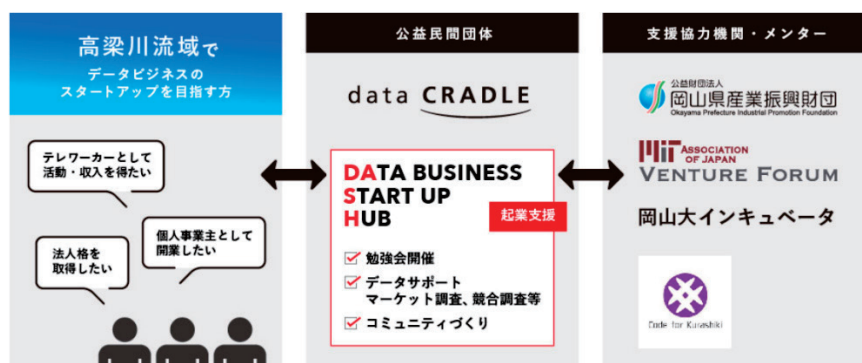 高梁川流域で
データビジネスの
スタートアップを目指す方
テレワーカーとして
活動・収入を得たい
個人事業主として
開業したい
法人格を
取得したい
公益民間団体
data CRADLE
DATA BUSINESS
START UP
HUB
起業支援
勉強会開催
データサポート
マーケット調査、競合調査等
コミュニティづくり
支援協力機関・メンター
公益財団法人
岡山県産業振興財団
Okayama Prefecture Industrial Promotion Foundation
MIT ASSOCIATION
OF JAPAN
VENTURE FORUM
岡山大インキュベータ
Code for Kurashiki